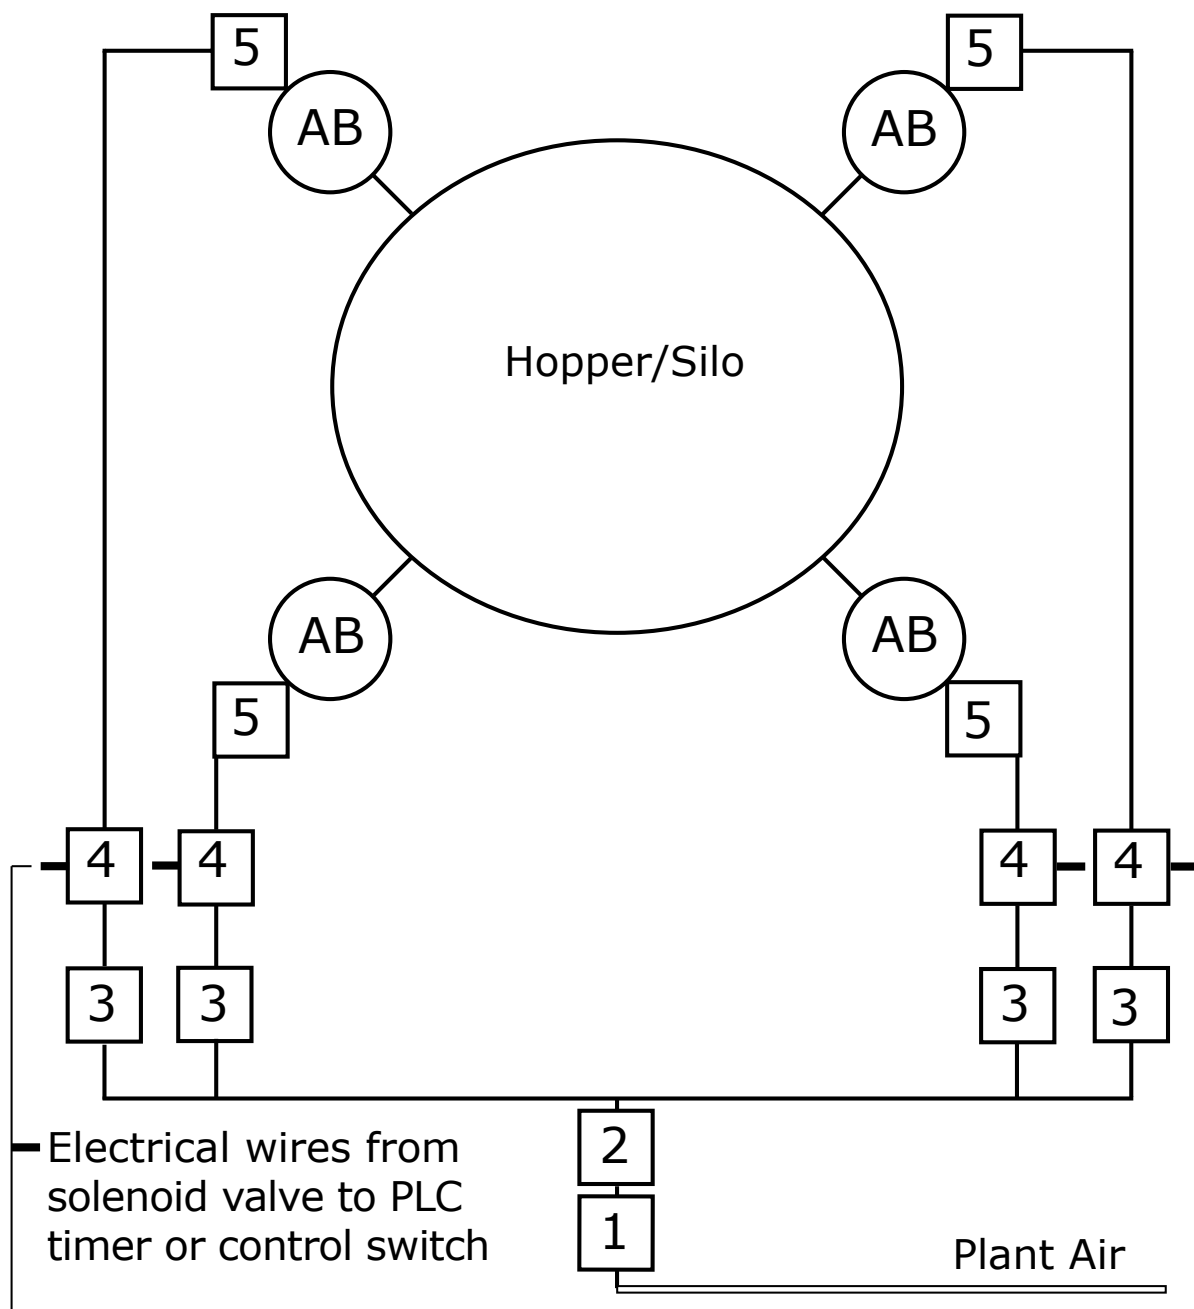 5
5
AB
AB
Hopper/Silo
AB
AB
5
5
4
4
4
4
3
3
3
3
2
Electrical wires from
solenoid valve to PLC
timer or control switch
1
Plant Air